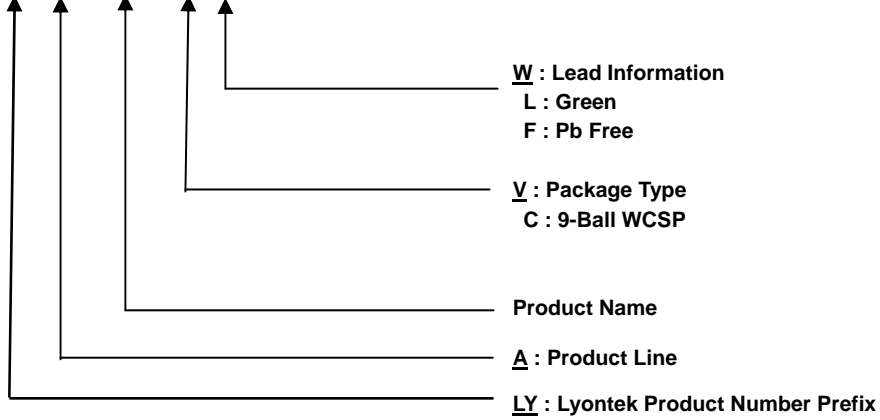 W : Lead Information
L : Green
F : Pb Free
V : Package Type
C : 9-Ball WCSP
Product Name
A : Product Line
LY : Lyontek Product Number Prefix